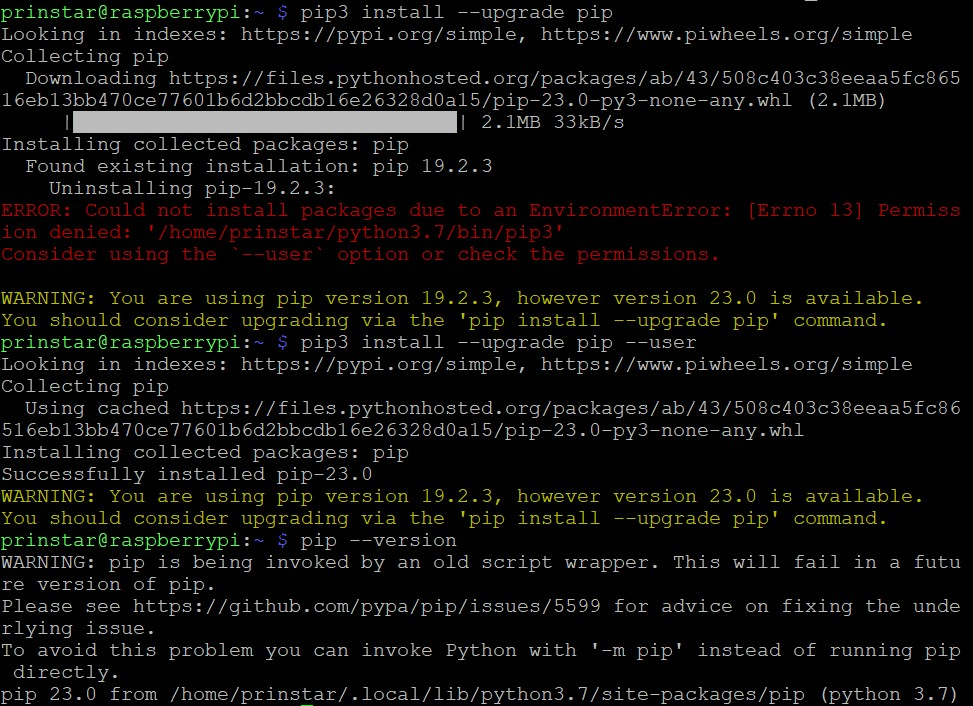 prinstar@raspberrypi:~ $ pip3 install --upgrade pip
Looking in indexes: https://pypi.org/simple, https://www.piwheels.org/simple
Collecting pip
  Downloading https://files.pythonhosted.org/packages/ab/43/508c403c38eeaa5fc865
16eb13bb470ce77601b6d2bbcdb16e26328d0a15/pip-23.0-py3-none-any.whl (2.1MB)
     |████████████████████████████████| 2.1MB 33kB/s
Installing collected packages: pip
  Found existing installation: pip 19.2.3
    Uninstalling pip-19.2.3:
ERROR: Could not install packages due to an EnvironmentError: [Errno 13] Permiss
ion denied: '/home/prinstar/python3.7/bin/pip3'
Consider using the `--user` option or check the permissions.

WARNING: You are using pip version 19.2.3, however version 23.0 is available.
You should consider upgrading via the 'pip install --upgrade pip' command.
prinstar@raspberrypi:~ $ pip3 install --upgrade pip --user
Looking in indexes: https://pypi.org/simple, https://www.piwheels.org/simple
Collecting pip
  Using cached https://files.pythonhosted.org/packages/ab/43/508c403c38eeaa5fc86
516eb13bb470ce77601b6d2bbcdb16e26328d0a15/pip-23.0-py3-none-any.whl
Installing collected packages: pip
Successfully installed pip-23.0
WARNING: You are using pip version 19.2.3, however version 23.0 is available.
You should consider upgrading via the 'pip install --upgrade pip' command.
prinstar@raspberrypi:~ $ pip --version
WARNING: pip is being invoked by an old script wrapper. This will fail in a futu
re version of pip.
Please see https://github.com/pypa/pip/issues/5599 for advice on fixing the unde
rlying issue.
To avoid this problem you can invoke Python with '-m pip' instead of running pip
 directly.
pip 23.0 from /home/prinstar/.local/lib/python3.7/site-packages/pip (python 3.7)